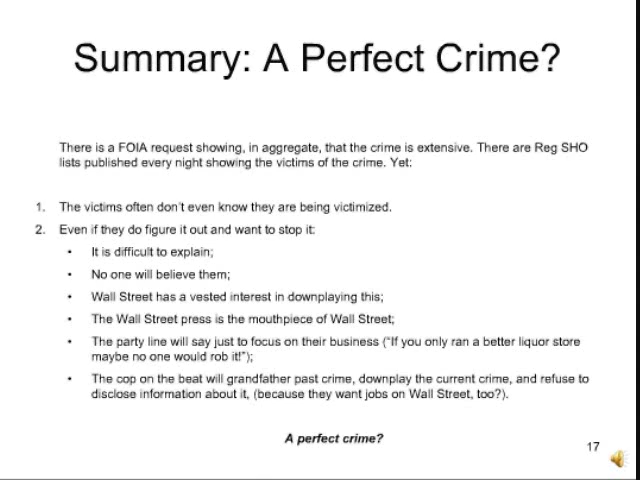 Summary: A Perfect Crime?
There is a FOIA request showing, in aggregate, that the crime is extensive. There are Reg SHO
lists published every night showing the victims of the crime. Yet:
1. The victims often don't even know they are being victimized.
2. Even if they do figure it out and want to stop it:
• It is difficult to explain;
• No one will believe them;
• Wall Street has a vested interest in downplaying this;
• The Wall Street press is the mouthpiece of Wall Street;
• The party line will say just to focus on their business ("If you only ran a better liquor store
maybe no one would rob it!");
• The cop on the beat will grandfather past crime, downplay the current crime, and refuse to
disclose information about it, (because they want jobs on Wall Street, too?).
A perfect crime?
17